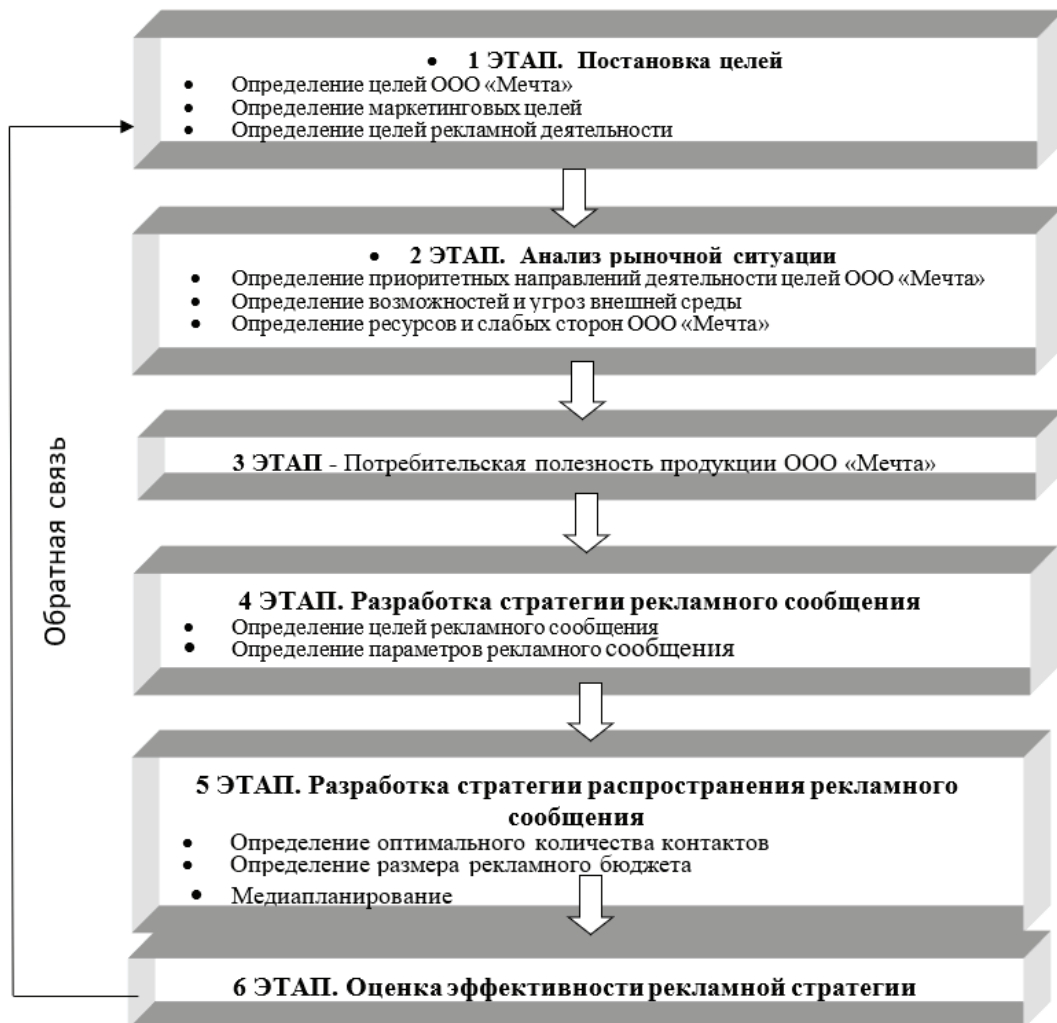 • 1 ЭТАП. Постановка целей
• Определение целей ООО «Мечта»
• Определение маркетинговых целей
• Определение целей рекламной деятельности
• 2 ЭТАП. Анализ рыночной ситуации
• Определение приоритетных направлений деятельности целей ООО «Мечта»
• Определение возможностей и угроз внешней среды
• Определение ресурсов и слабых сторон ООО «Мечта»
3 ЭТАП - Потребительская полезность продукции ООО «Мечта»
4 ЭТАП. Разработка стратегии рекламного сообщения
• Определение целей рекламного сообщения
• Определение параметров рекламного сообщения
5 ЭТАП. Разработка стратегии распространения рекламного
сообщения
• Определение оптимального количества контактов
• Определение размера рекламного бюджета
• Медиапланирование
6 ЭТАП. Оценка эффективности рекламной стратегии
Обратная связь